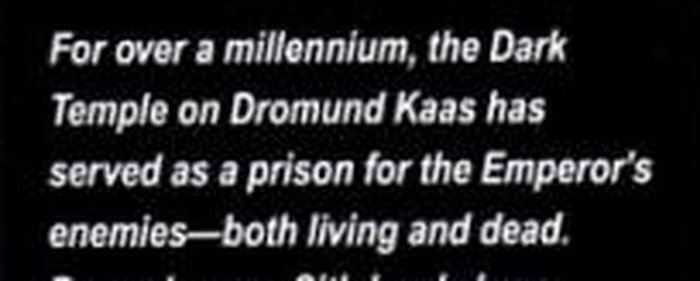 For over a millennium, the Dark
Temple on Dromund Kaas has
served as a prison for the Emperor's
enemies—both living and dead.